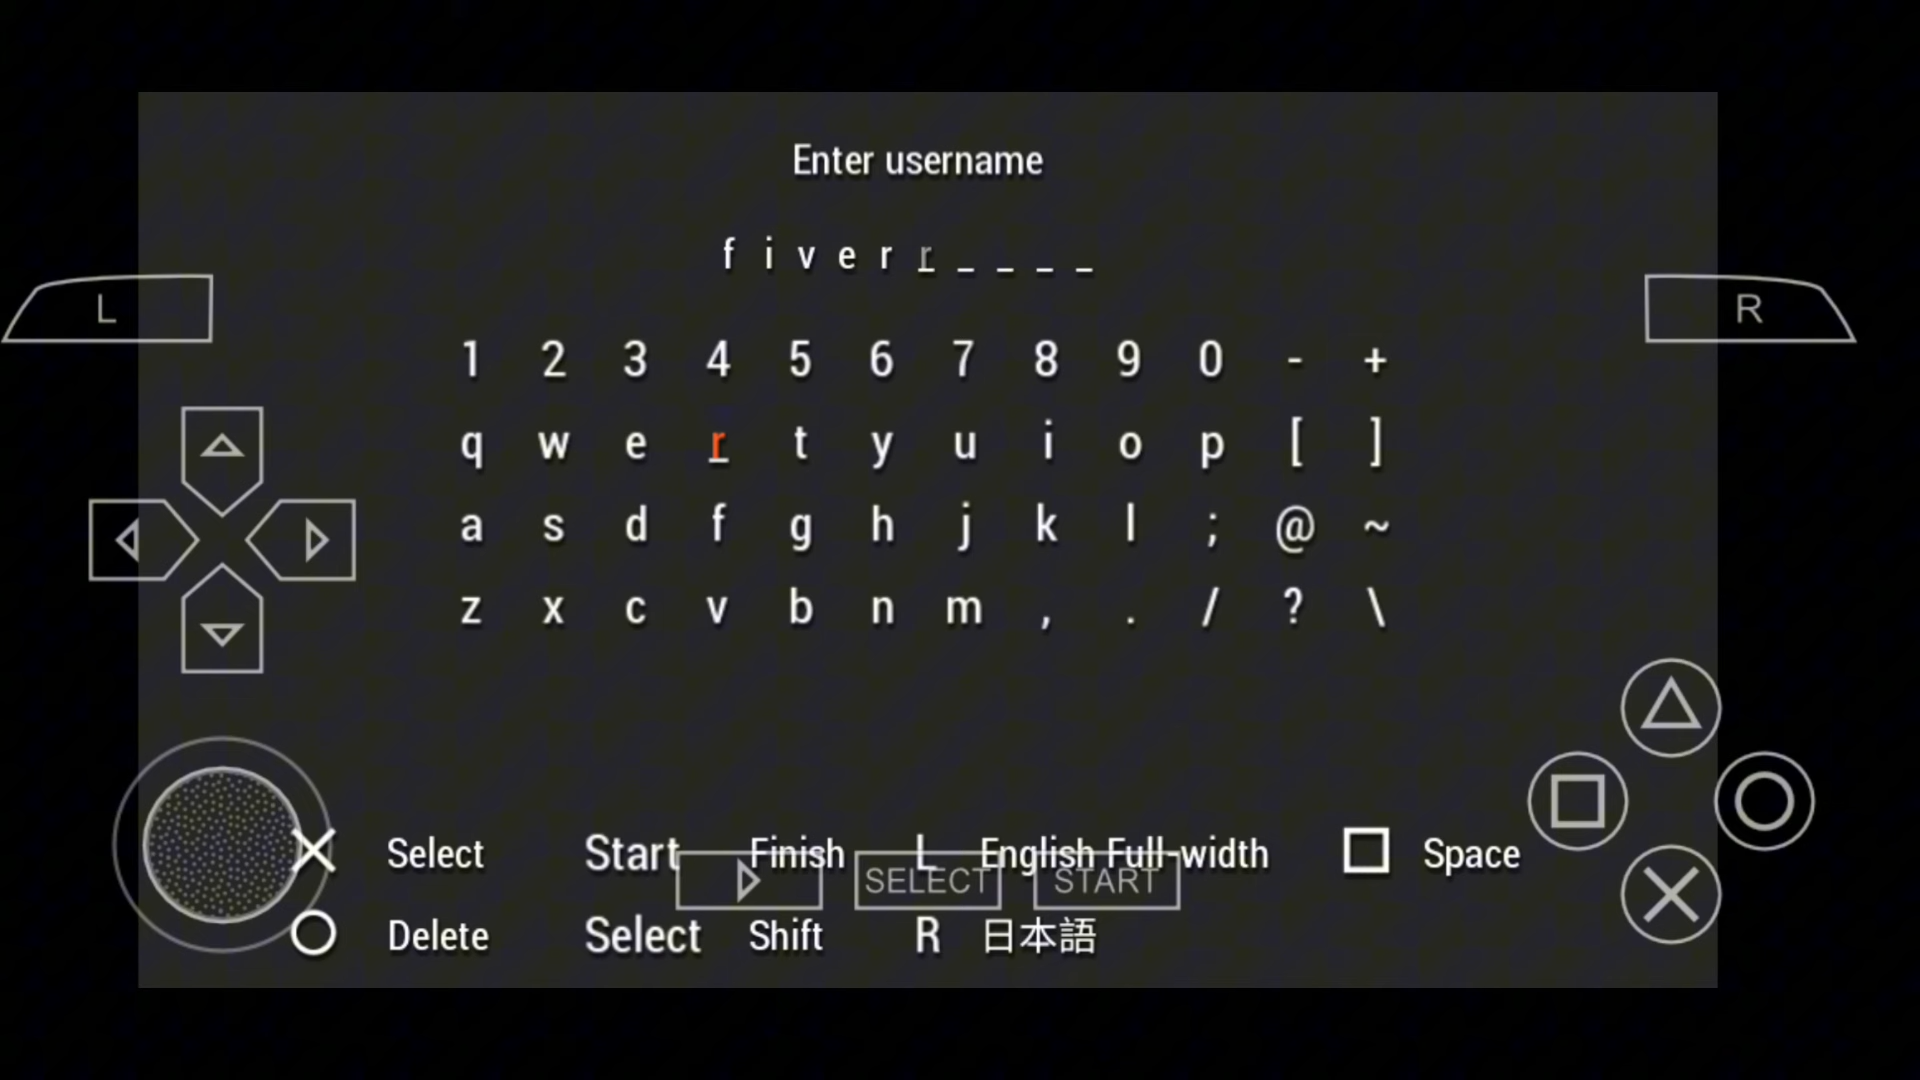 Enter username
f i v e r r _ _ _ _
L
R
1 2 3 4 5 6 7 8 9 0 - +
q w e r t y u i o p [ ]
a s d f g h j k l ; @ ~
z x c v b n m , . / ? \
Select Start Finish L English Full-width Space
SELECT START
Delete Select Shift R 日本語